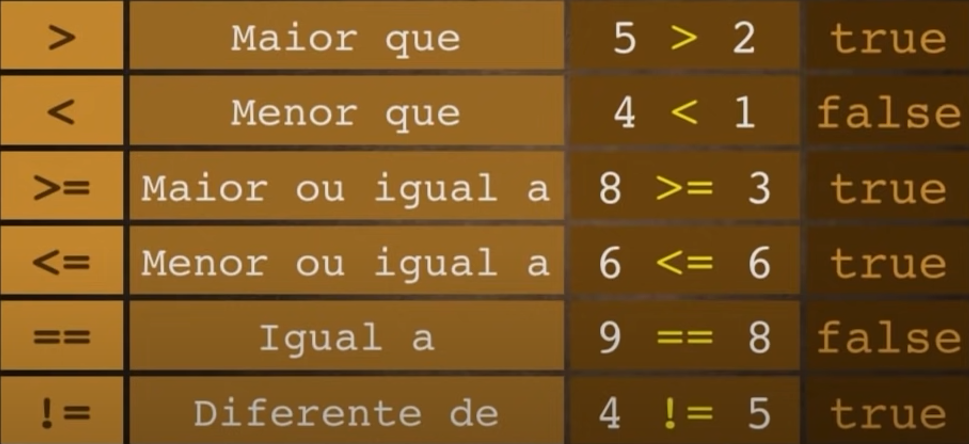 > Maior que 5 > 2 true
< Menor que 4 < 1 false
>= Maior ou igual a 8 >= 3 true
<= Menor ou igual a 6 <= 6 true
== Igual a 9 == 8 false
!= Diferente de 4 != 5 true